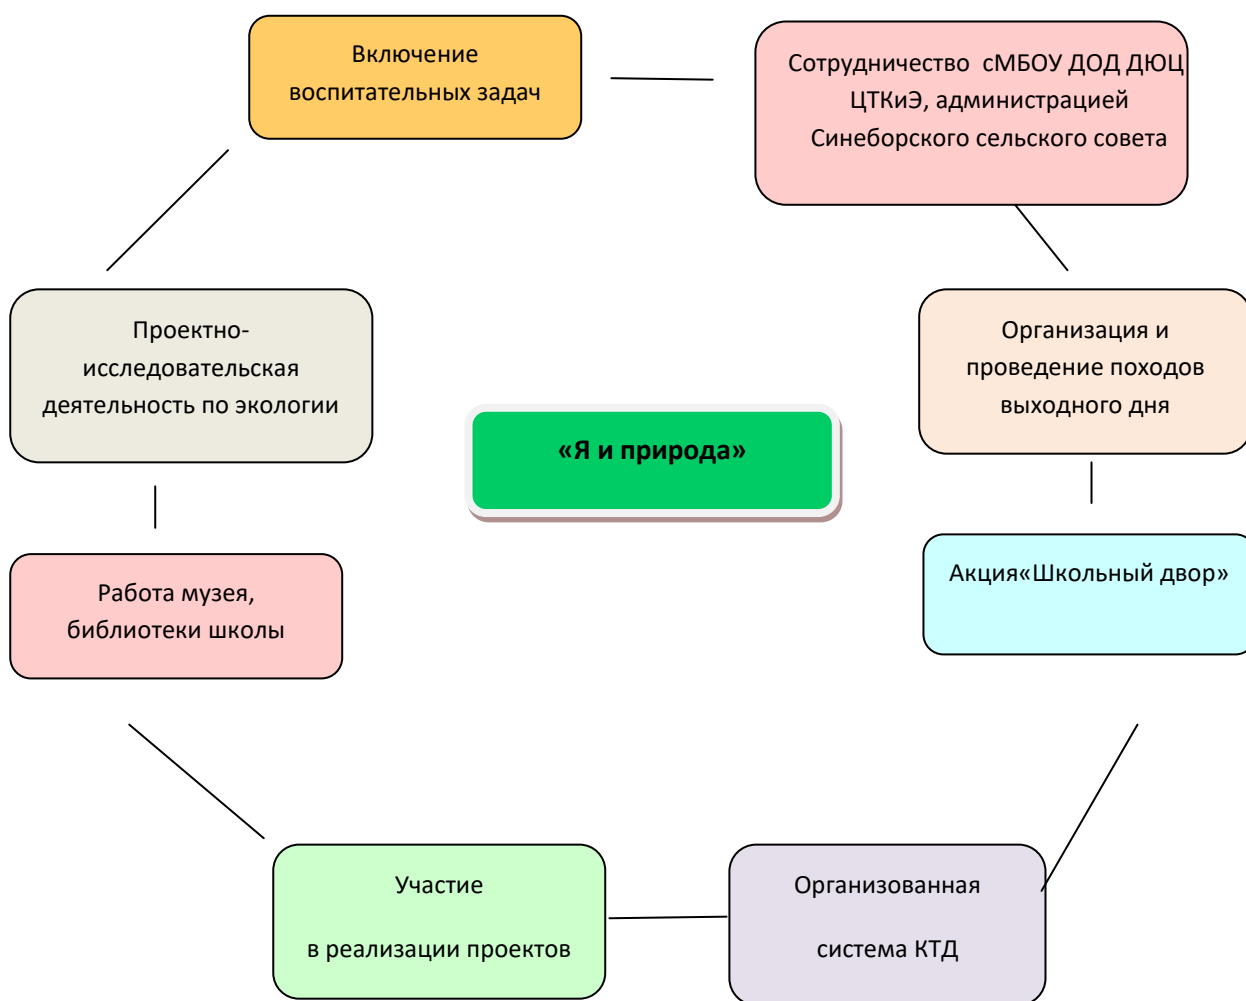 Включение
воспитательных задач
Сотрудничество сМБОУ ДОД ДЮЦ
ЦТКиЭ, администрацией
Синеборского сельского совета
Проектно-
исследовательская
деятельность по экологии
Организация и
проведение походов
выходного дня
«Я и природа»
Работа музея,
библиотеки школы
Акция«Школьный двор»
Участие
в реализации проектов
Организованная
система КТД